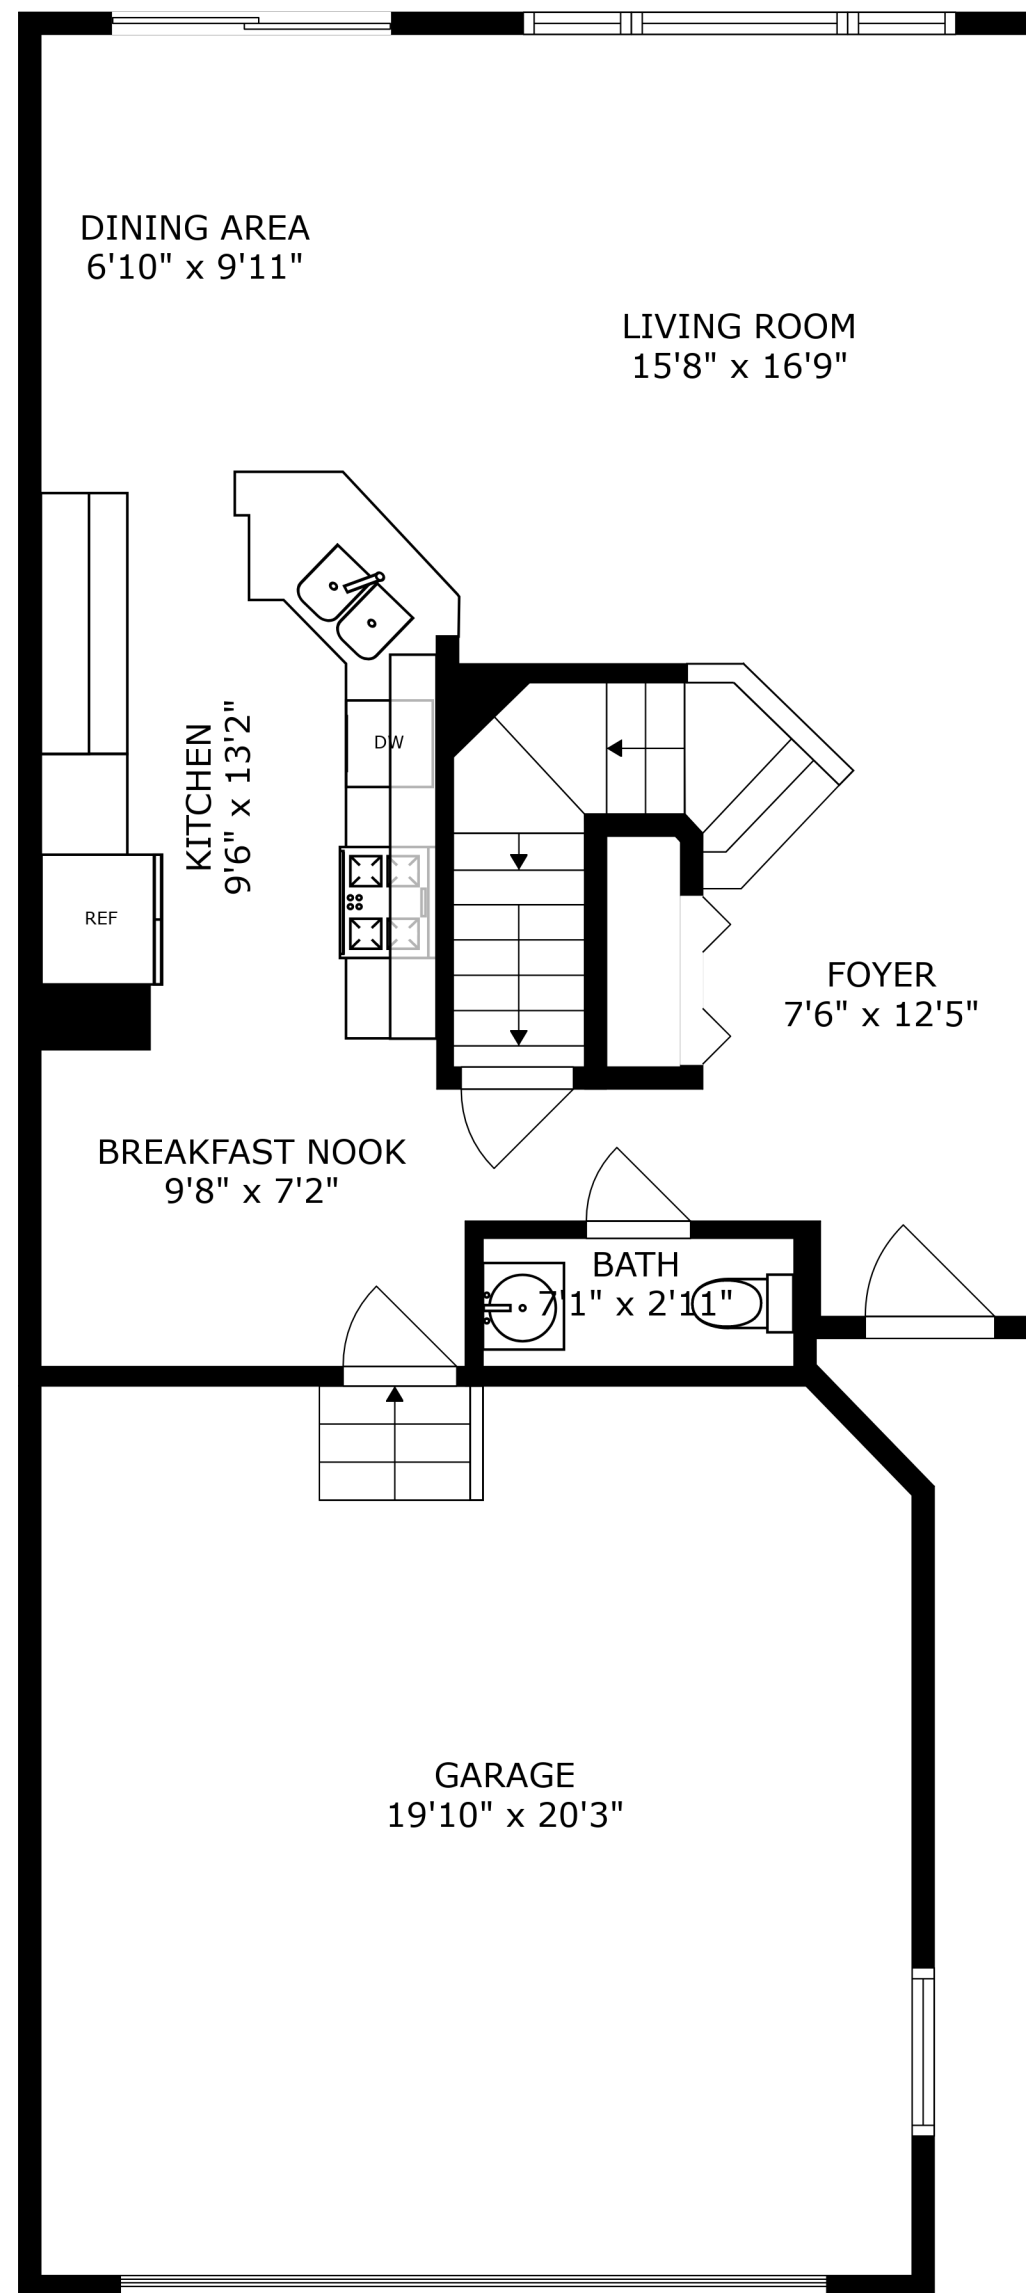 DINING AREA
6'10" x 9'11"
LIVING ROOM
15'8" x 16'9"
DW
KITCHEN
9'6" x 13'2"
REF
FOYER
7'6" x 12'5"
BREAKFAST NOOK
9'8" x 7'2"
BATH
7'1" x 2'11"
GARAGE
19'10" x 20'3"